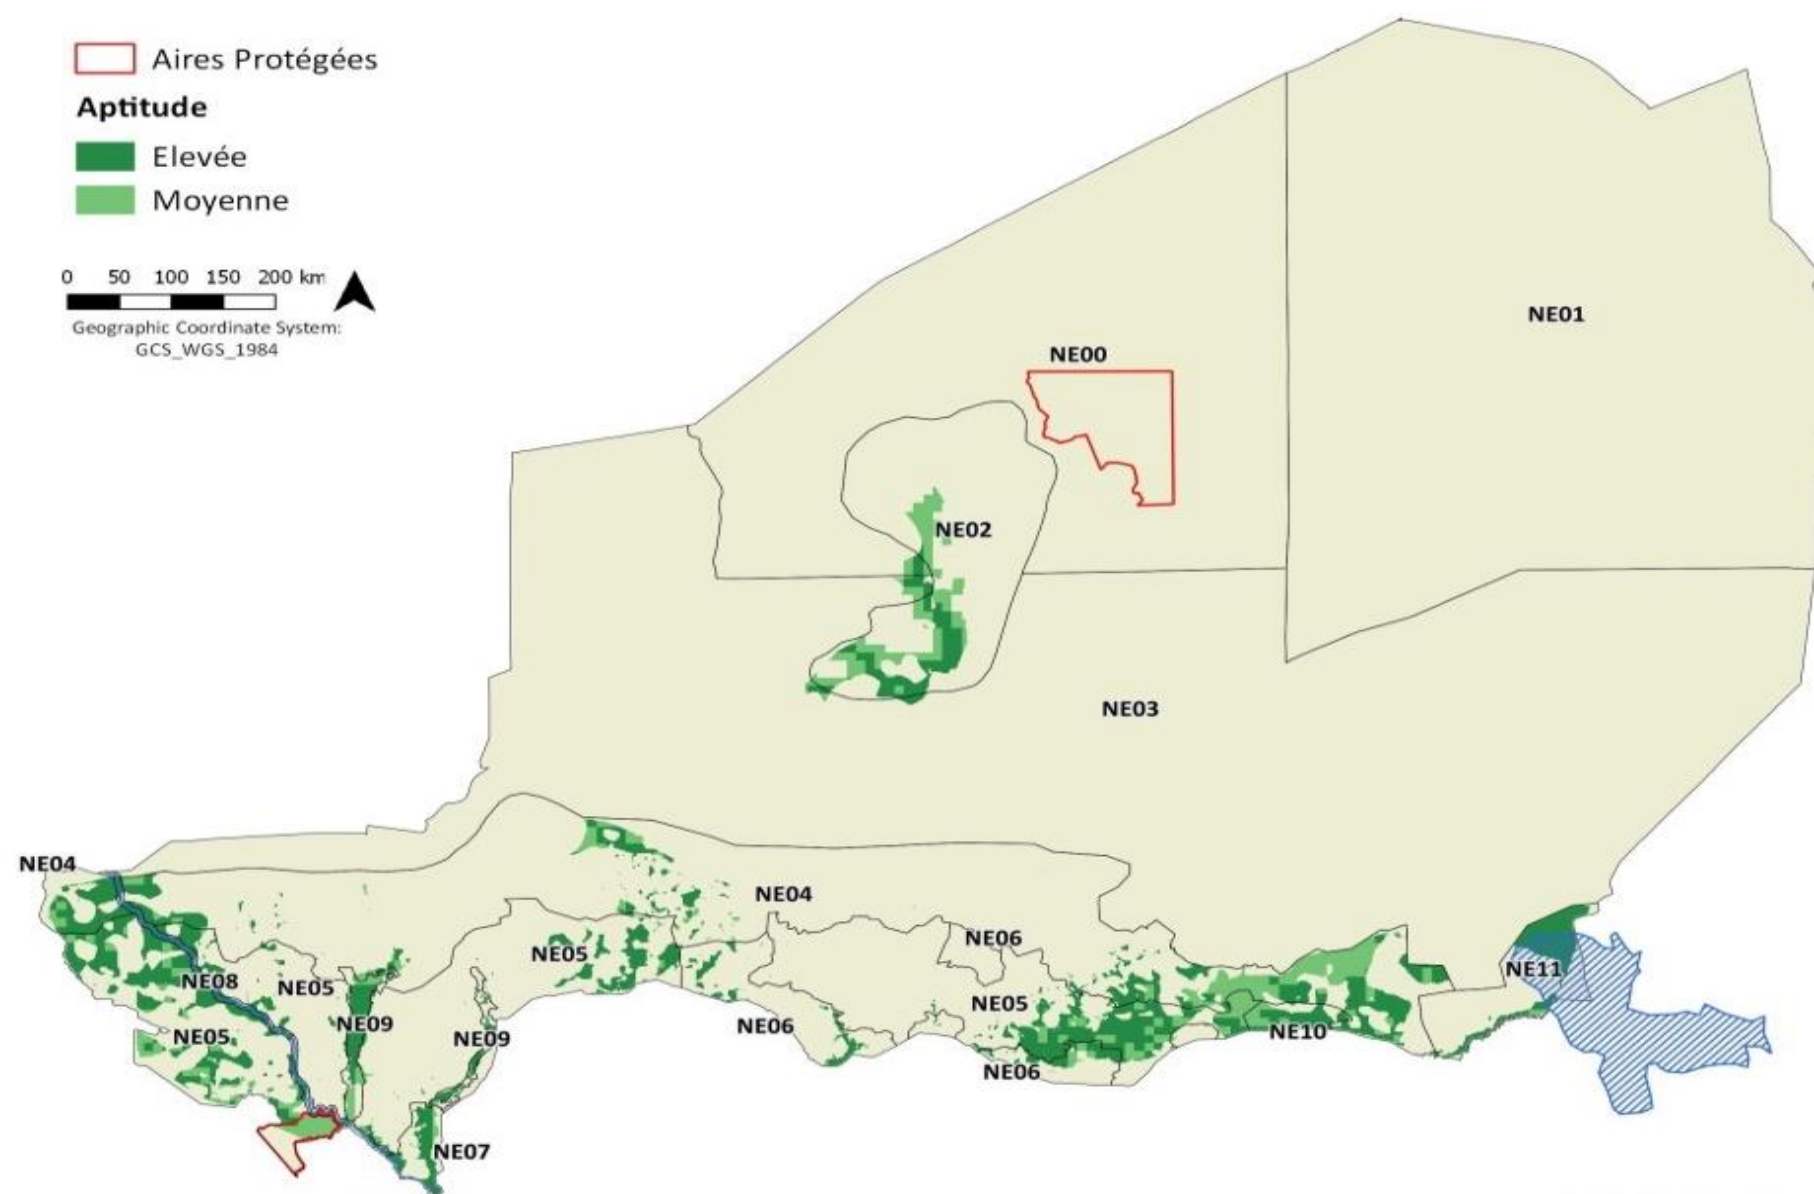 Aires Protégées
Aptitude
Elevée
Moyenne
0 50 100 150 200 km
Geographic Coordinate System:
GCS_WGS_1984
NE01
NE00
NE02
NE03
NE04
NE04
NE06
NE05
NE11
NE08
NE05
NE05
NE09
NE06
NE10
NE05
NE09
NE06
NE07